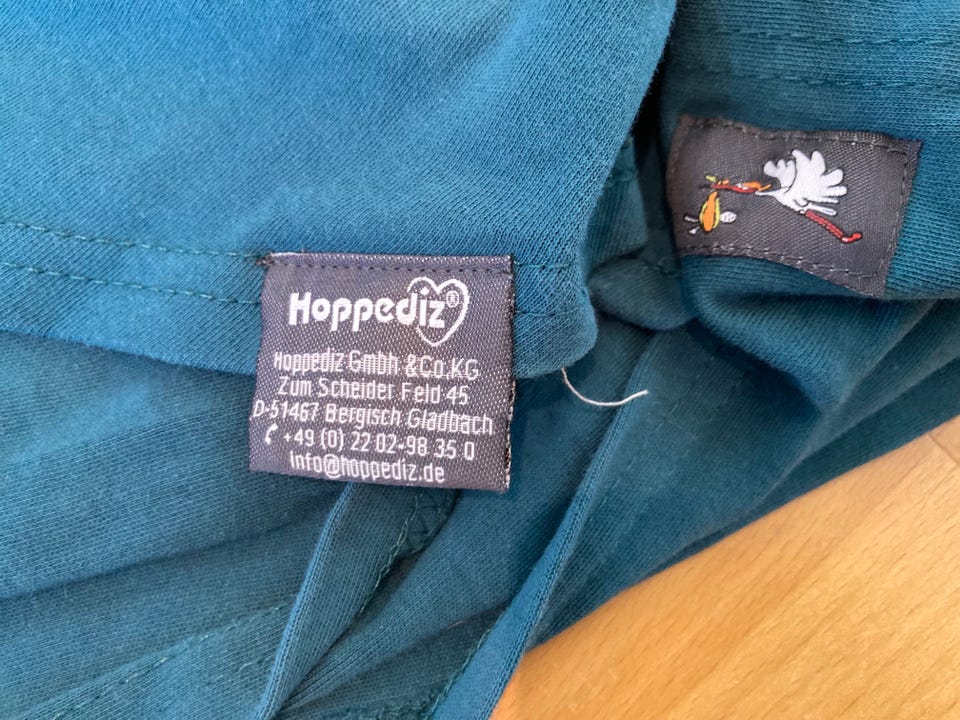 Hoppediz®
Hoppediz GmbH &Co.KG
Zum Scheider Feld 45
D-51467 Bergisch Gladbach
+49 (0) 22 02-98 35 0
info@hoppediz.de